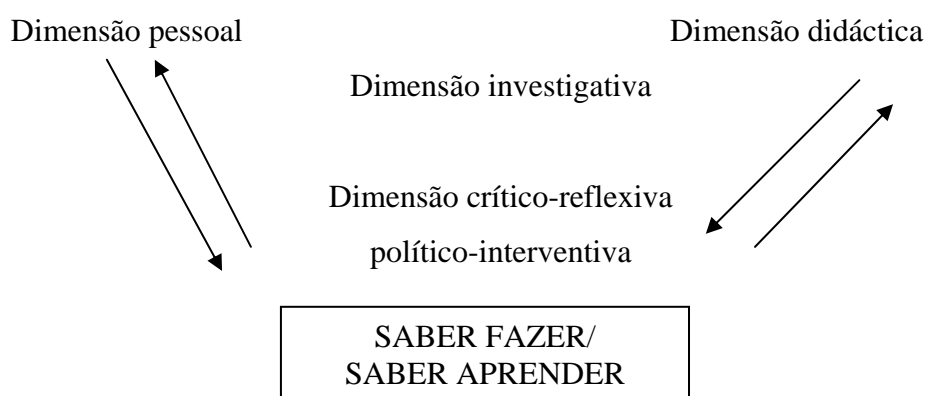 Dimensão pessoal
Dimensão didáctica
Dimensão investigativa
Dimensão crítico-reflexiva
político-interventiva
SABER FAZER/
SABER APRENDER